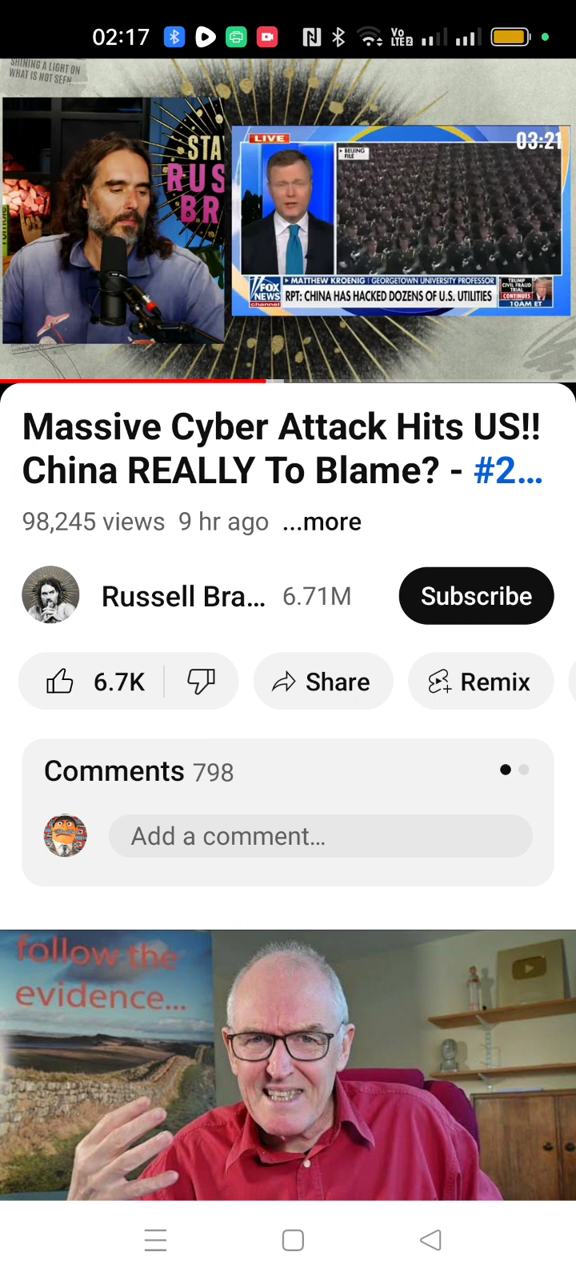 02:17
Vo
LTE2
SHINING A LIGHT ON
WHAT IS NOT SEEN
STA
RUS
BR
LIVE
BEIJING
FILE
03:21
MATTHEW KROENIG | GEORGETOWN UNIVERSITY PROFESSOR
FOX
NEWS
channel
RPT: CHINA HAS HACKED DOZENS OF U.S. UTILITIES
TRUMP
CIVIL FRAUD
TRIAL
CONTINUES
10AM ET
Massive Cyber Attack Hits US!!
China REALLY To Blame? - #2...
98,245 views 9 hr ago ...more
Russell Bra... 6.71M
Subscribe
6.7K
Share
Remix
Comments 798
Add a comment...
follow the
evidence...